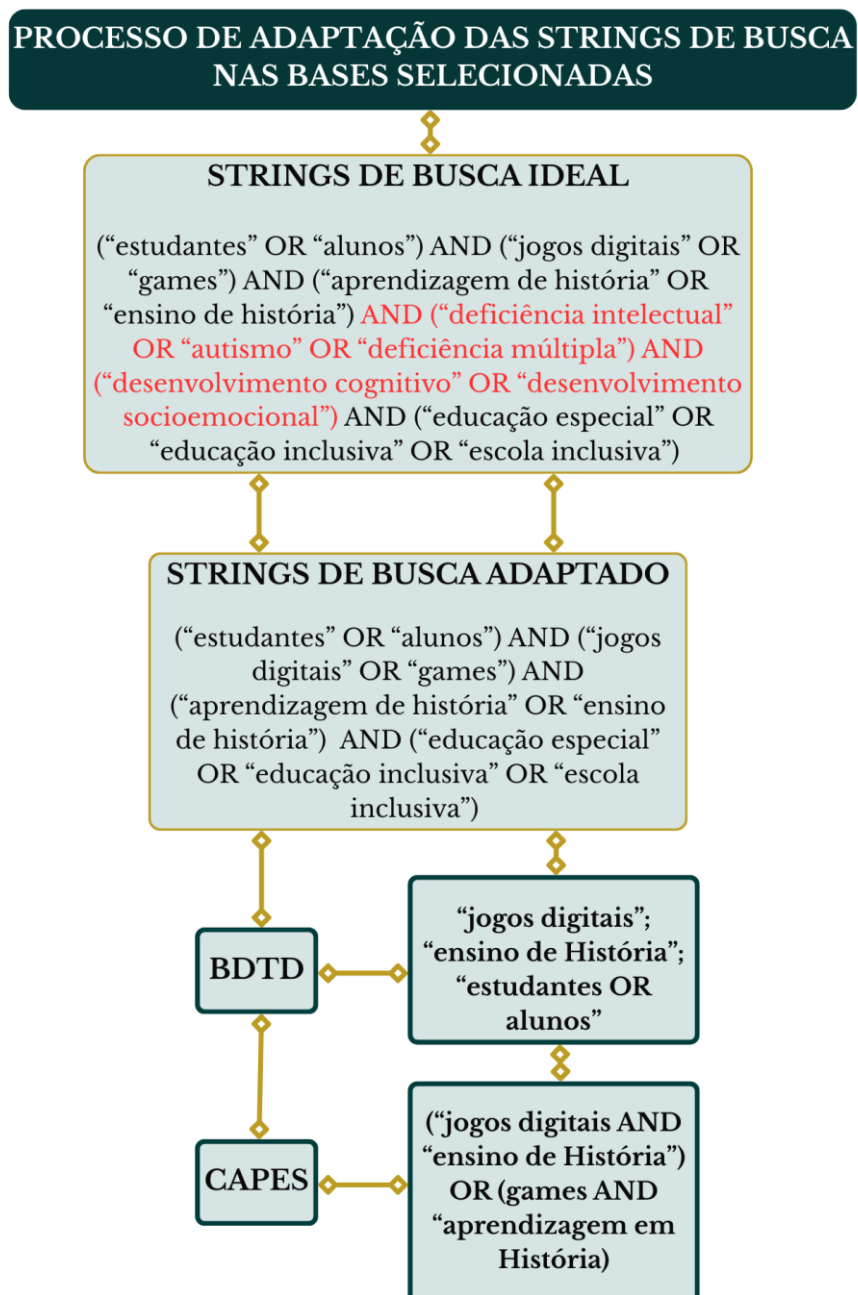 PROCESSO DE ADAPTAÇÃO DAS STRINGS DE BUSCA
NAS BASES SELECIONADAS
STRINGS DE BUSCA IDEAL
(“estudantes” OR “alunos”) AND (“jogos digitais” OR
“games”) AND (“aprendizagem de história” OR
“ensino de história”) AND (“deficiência intelectual”
OR “autismo” OR “deficiência múltipla”) AND
(“desenvolvimento cognitivo” OR “desenvolvimento
socioemocional”) AND (“educação especial” OR
“educação inclusiva” OR “escola inclusiva”)
STRINGS DE BUSCA ADAPTADO
(“estudantes” OR “alunos”) AND (“jogos
digitais” OR “games”) AND
(“aprendizagem de história” OR “ensino
de história”)  AND (“educação especial”
OR “educação inclusiva” OR “escola
inclusiva”)
BDTD
“jogos digitais”;
“ensino de História”;
“estudantes OR
alunos”
CAPES
(“jogos digitais AND
“ensino de História”)
OR (games AND
“aprendizagem em
História)